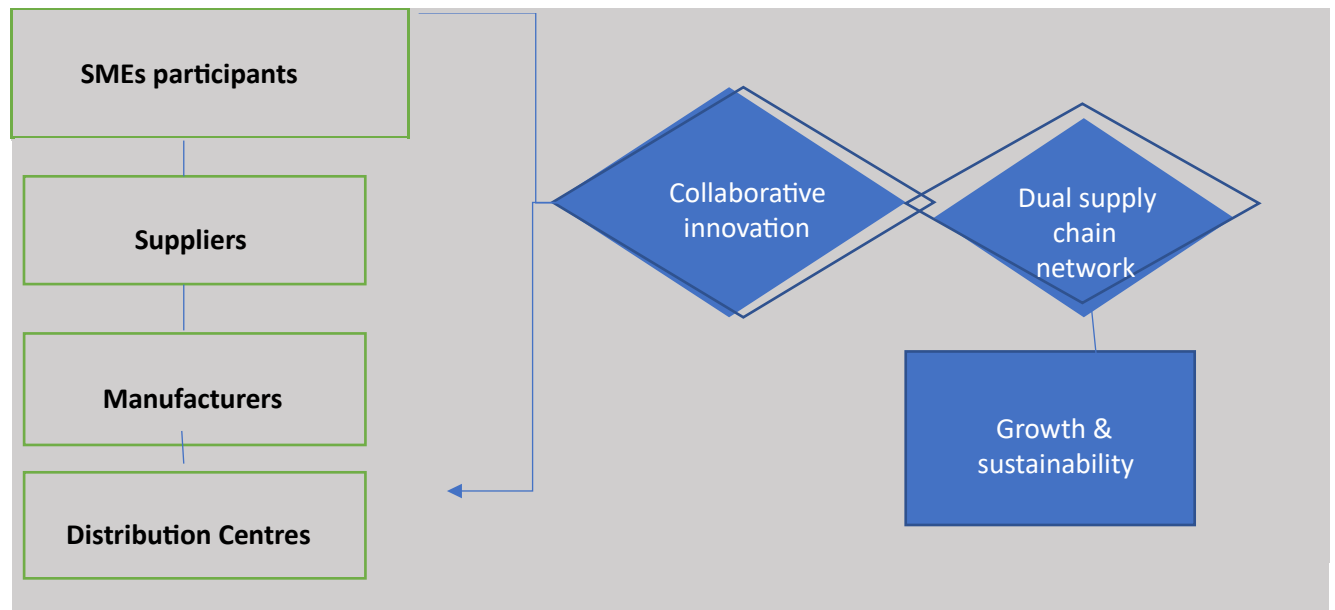 SMEs participants
Suppliers
Manufacturers
Distribution Centres
Collaborative
innovation
Dual supply
chain
network
Growth &
sustainability